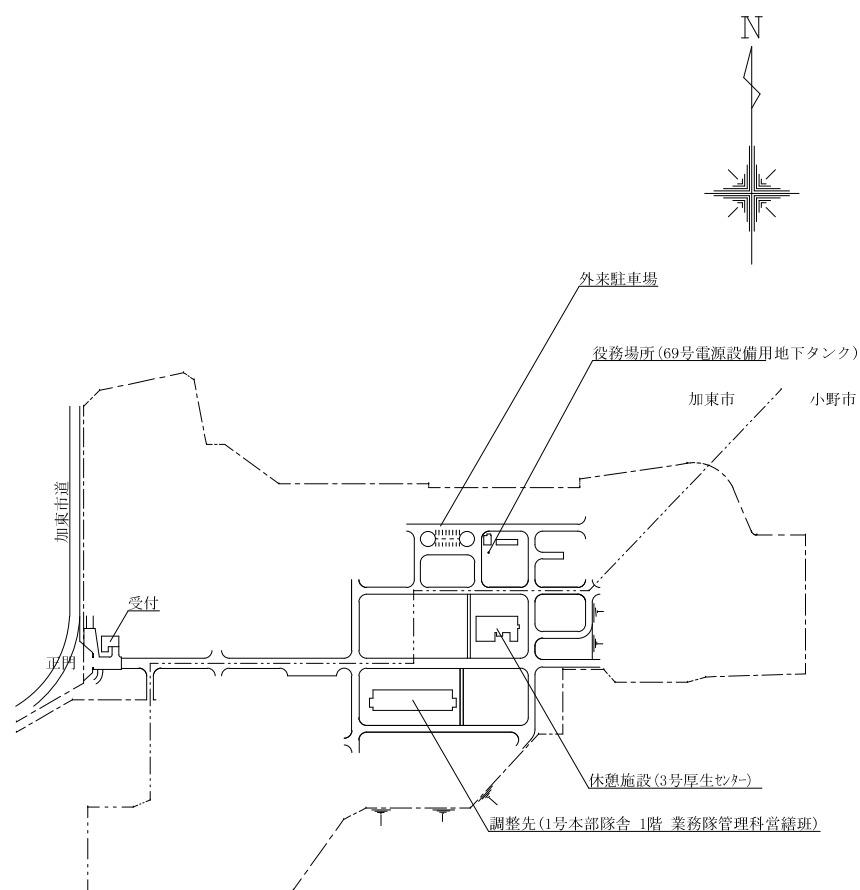 N
外来駐車場
役務場所(69号電源設備用地下タンク)
加東市
小野市
加東市道
受付
正門
休憩施設(3号厚生センター)
調整先(1号本部隊舎 1階 業務隊管理科営繕班)